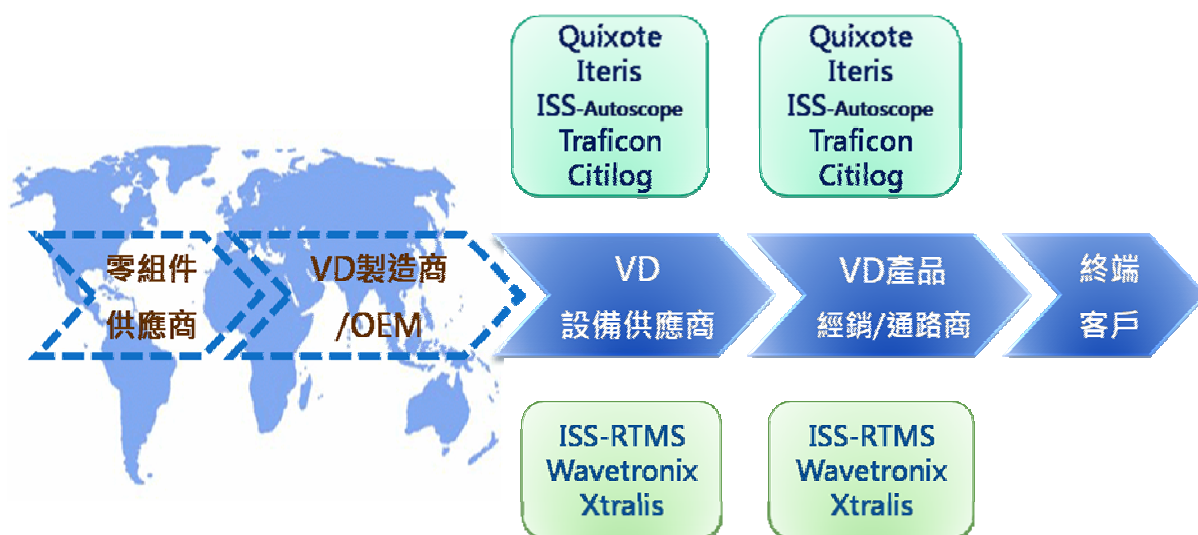 Quixote
Iteris
ISS-Autoscope
Traficon
Citilog
Quixote
Iteris
ISS-Autoscope
Traficon
Citilog
零組件
供應商
VD製造商
/OEM
VD
設備供應商
VD產品
經銷/通路商
終端
客戶
ISS-RTMS
Wavetronix
Xtralis
ISS-RTMS
Wavetronix
Xtralis